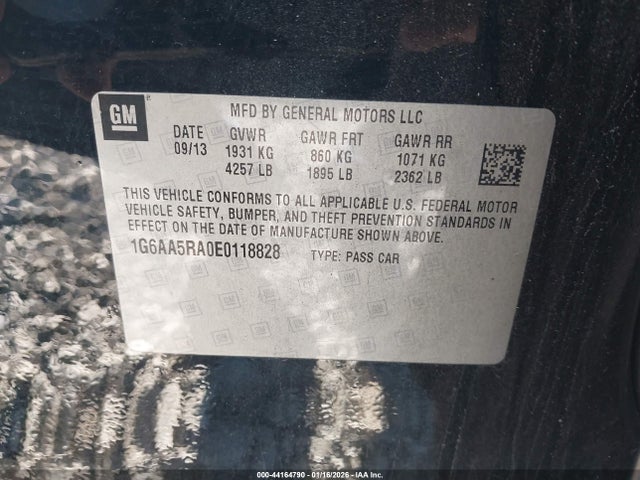 GM
MFD BY GENERAL MOTORS LLC
DATE GVWR GAWR FRT GAWR RR
09/13 1931 KG 860 KG 1071 KG
4257 LB 1895 LB 2362 LB
THIS VEHICLE CONFORMS TO ALL APPLICABLE U.S. FEDERAL MOTOR
VEHICLE SAFETY, BUMPER, AND THEFT PREVENTION STANDARDS IN
EFFECT ON THE DATE OF MANUFACTURE SHOWN ABOVE.
1G6AA5RA0E0118828 TYPE: PASS CAR
000-44164790 - 01/16/2026 - IAA Inc.